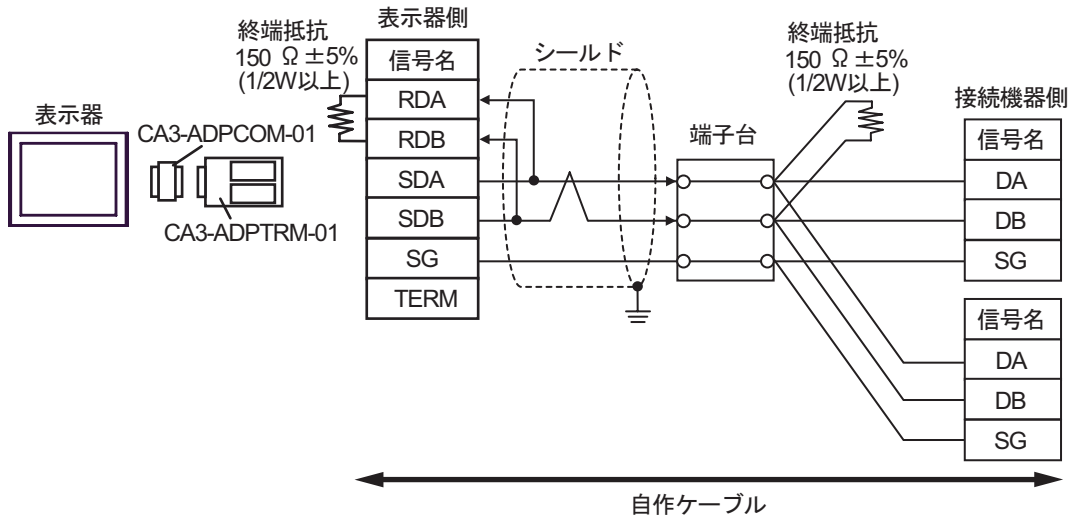 表示器側
終端抵抗
150 Ω ±5%
(1/2W以上)
信号名
RDA
RDB
SDA
SDB
SG
TERM
シールド
表示器
CA3-ADPCOM-01
CA3-ADPTRM-01
端子台
終端抵抗
150 Ω ±5%
(1/2W以上)
接続機器側
信号名
DA
DB
SG
信号名
DA
DB
SG
自作ケーブル